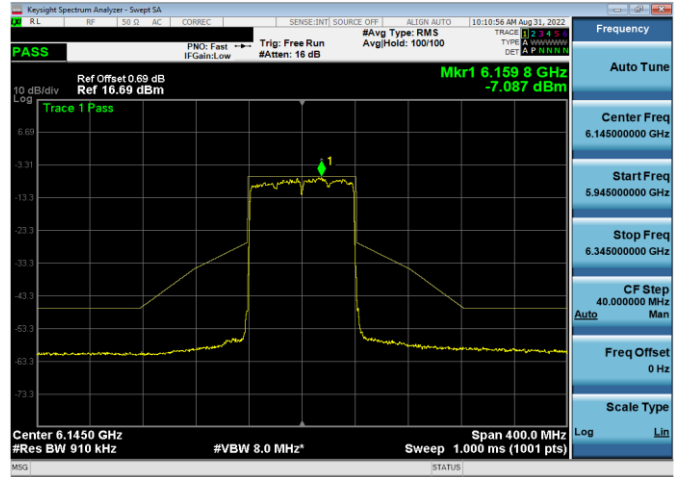 Keysight Spectrum Analyzer - Swept SA
RL RF 50 Ω AC CORREC SENSE:INT SOURCE OFF ALIGN AUTO 10:10:56 AM Aug 31, 2022
PASS
PNO: Fast
IFGain:Low
Trig: Free Run
#Atten: 16 dB
#Avg Type: RMS
Avg|Hold: 100/100
TRACE 1 2 3 4 5 6
TYPE A WWWWW
DET A P N N N N
Ref Offset 0.69 dB
10 dB/div Ref 16.69 dBm
Mkr1 6.159 8 GHz
-7.087 dBm
Log
Trace 1 Pass
1
6.69
-3.31
-13.3
-23.3
-33.3
-43.3
-53.3
-63.3
-73.3
Center 6.1450 GHz Span 400.0 MHz
#Res BW 910 kHz #VBW 8.0 MHz* Sweep 1.000 ms (1001 pts)
MSG STATUS
Frequency
Auto Tune
Center Freq
6.145000000 GHz
Start Freq
5.945000000 GHz
Stop Freq
6.345000000 GHz
CF Step
40.000000 MHz
Auto Man
Freq Offset
0 Hz
Scale Type
Log Lin